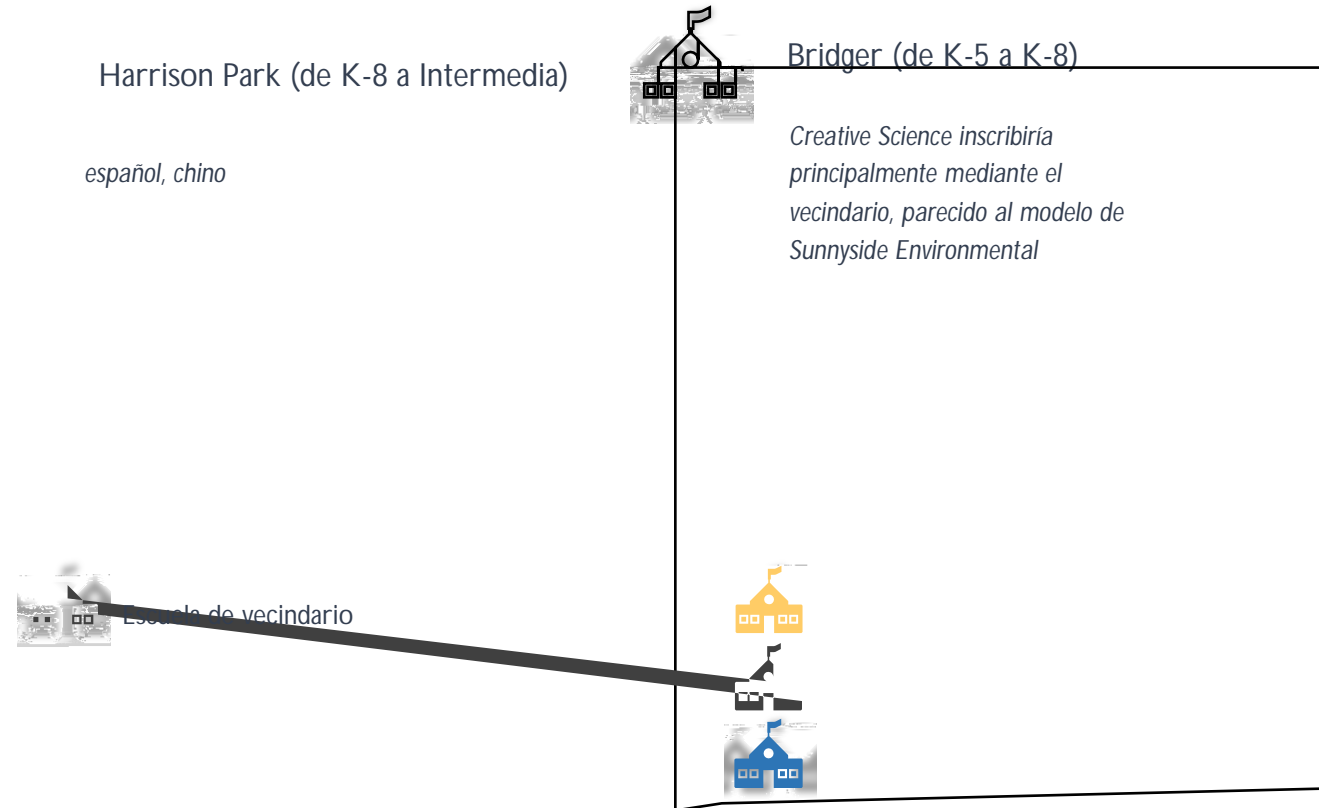 Harrison Park (de K-8 a Intermedia)
español, chino
Escuela de vecindario
Bridger (de K-5 a K-8)
Creative Science inscribiría
principalmente mediante el
vecindario, parecido al modelo de
Sunnyside Environmental